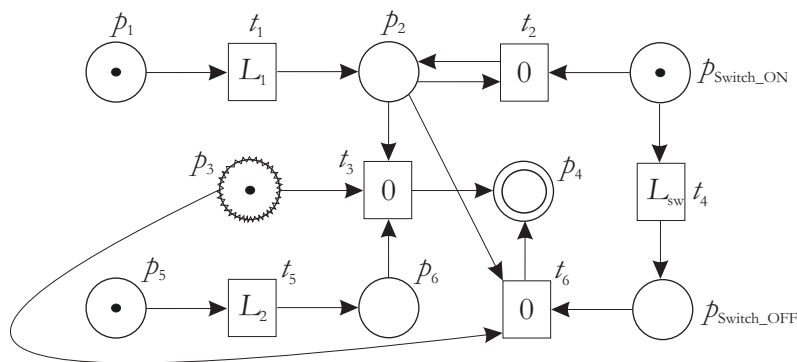 p1 t1 p2 t2
L1 0 pSwitch_ON
p3 t3 p4
0 Lsw t4
p5 t5 p6 t6
L2 0 pSwitch_OFF